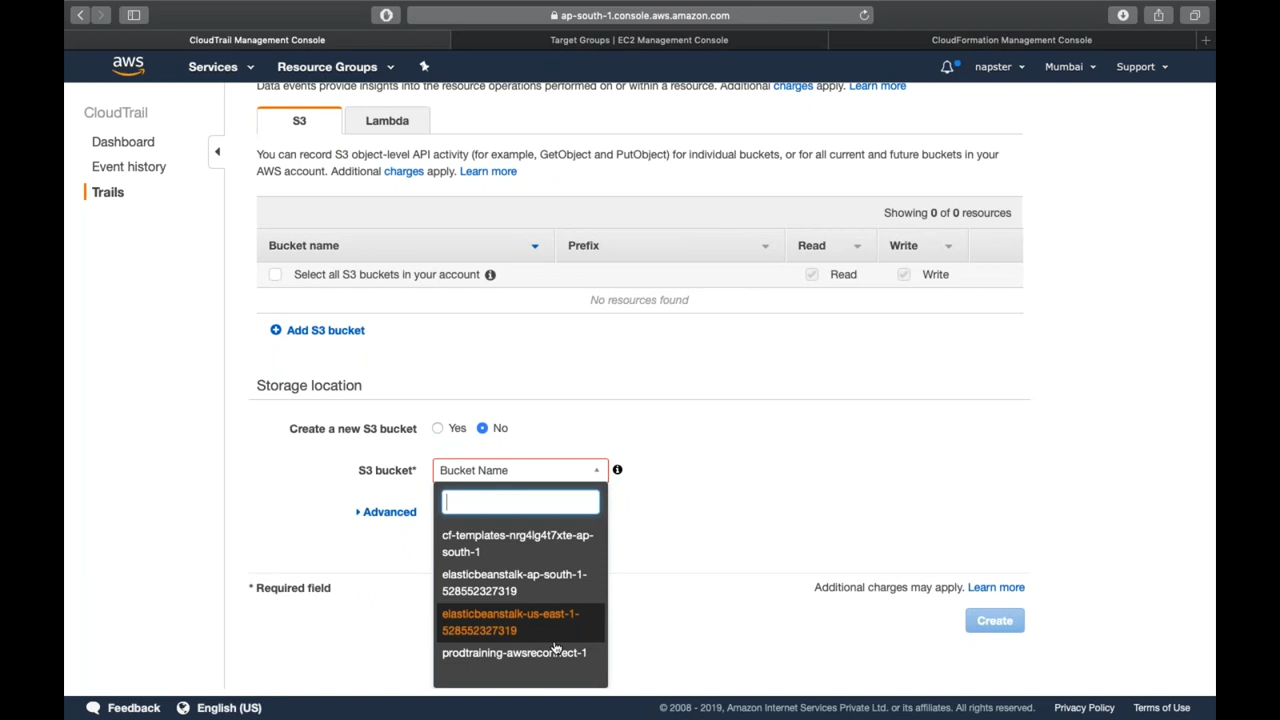 ap-south-1.console.aws.amazon.com
CloudTrail Management Console
Target Groups | EC2 Management Console
CloudFormation Management Console
aws
Services
Resource Groups
napster
Mumbai
Support
CloudTrail
Dashboard
Event history
Trails
Data events provide insights into the resource operations performed on or within a resource. Additional charges apply. Learn more
S3
Lambda
You can record S3 object-level API activity (for example, GetObject and PutObject) for individual buckets, or for all current and future buckets in your
AWS account. Additional charges apply. Learn more
Showing 0 of 0 resources
Bucket name
Prefix
Read
Write
Select all S3 buckets in your account
Read
Write
No resources found
Add S3 bucket
Storage location
Create a new S3 bucket
Yes
No
S3 bucket*
Bucket Name
Advanced
cf-templates-nrg4lg4t7xte-ap-
south-1
elasticbeanstalk-ap-south-1-
528552327319
elasticbeanstalk-us-east-1-
528552327319
prodtraining-awsreconnect-1
* Required field
Additional charges may apply. Learn more
Create
Feedback
English (US)
© 2008 - 2019, Amazon Internet Services Private Ltd. or its affiliates. All rights reserved.
Privacy Policy
Terms of Use